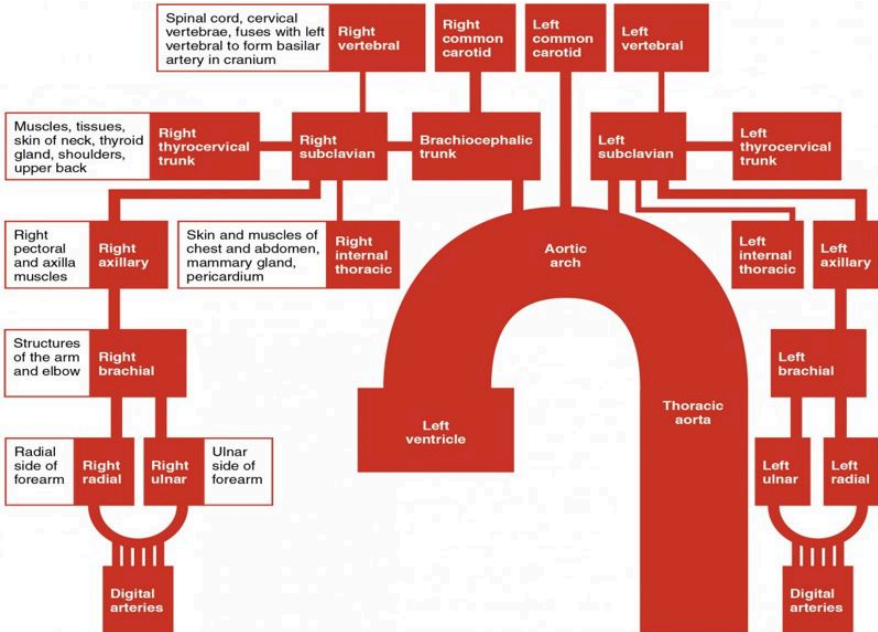 Spinal cord, cervical
vertebrae, fuses with left
vertebral to form basilar
artery in cranium
Right
vertebral
Right
common
carotid
Left
common
carotid
Left
vertebral
Muscles, tissues,
skin of neck, thyroid
gland, shoulders,
upper back
Right
thyrocervical
trunk
Right
subclavian
Brachiocephalic
trunk
Left
subclavian
Left
thyrocervical
trunk
Right
pectoral
and axilla
muscles
Right
axillary
Skin and muscles of
chest and abdomen,
mammary gland,
pericardium
Right
internal
thoracic
Aortic
arch
Left
internal
thoracic
Left
axillary
Structures
of the arm
and elbow
Right
brachial
Left
brachial
Left
ventricle
Thoracic
aorta
Radial
side of
forearm
Right
radial
Right
ulnar
Ulnar
side of
forearm
Left
ulnar
Left
radial
Digital
arteries
Digital
arteries